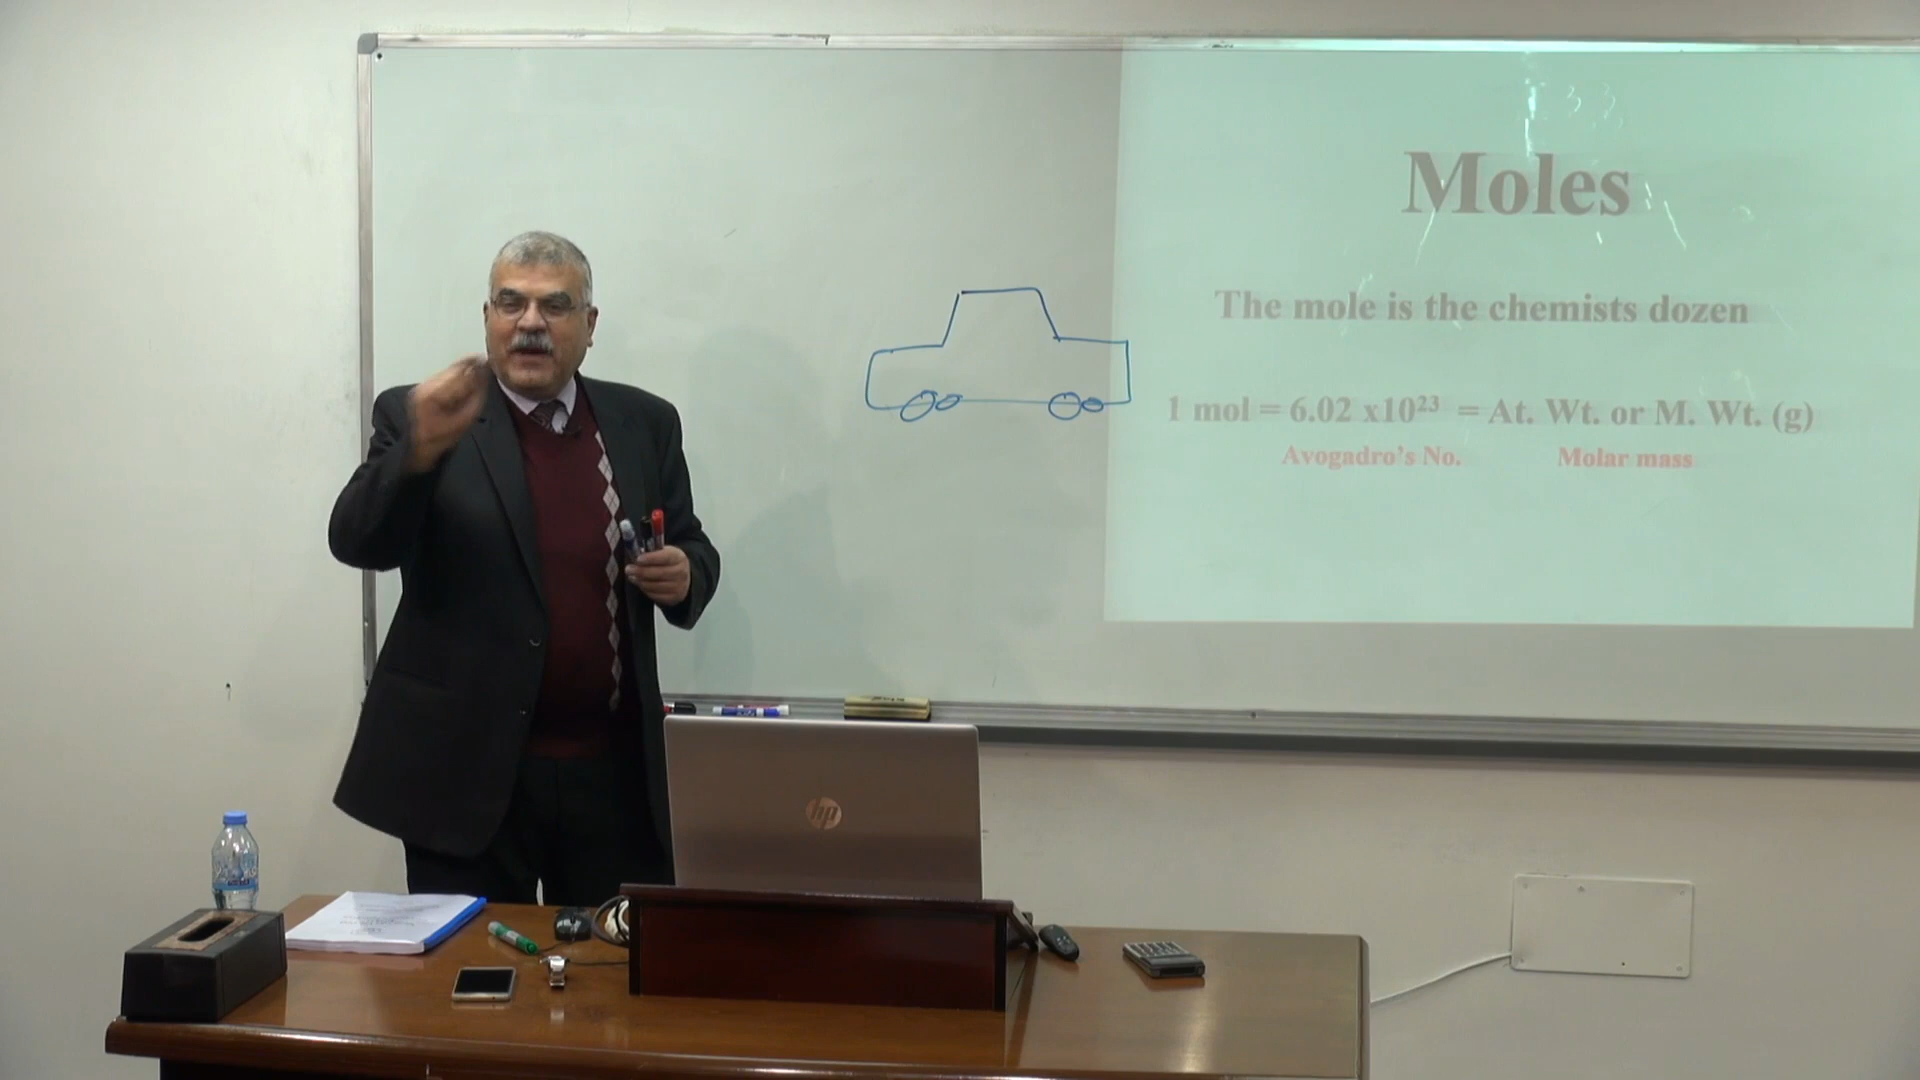 Moles
The mole is the chemists dozen
1 mol = 6.02 x10²³ = At. Wt. or M. Wt. (g)
Avogadro's No. Molar mass
hp